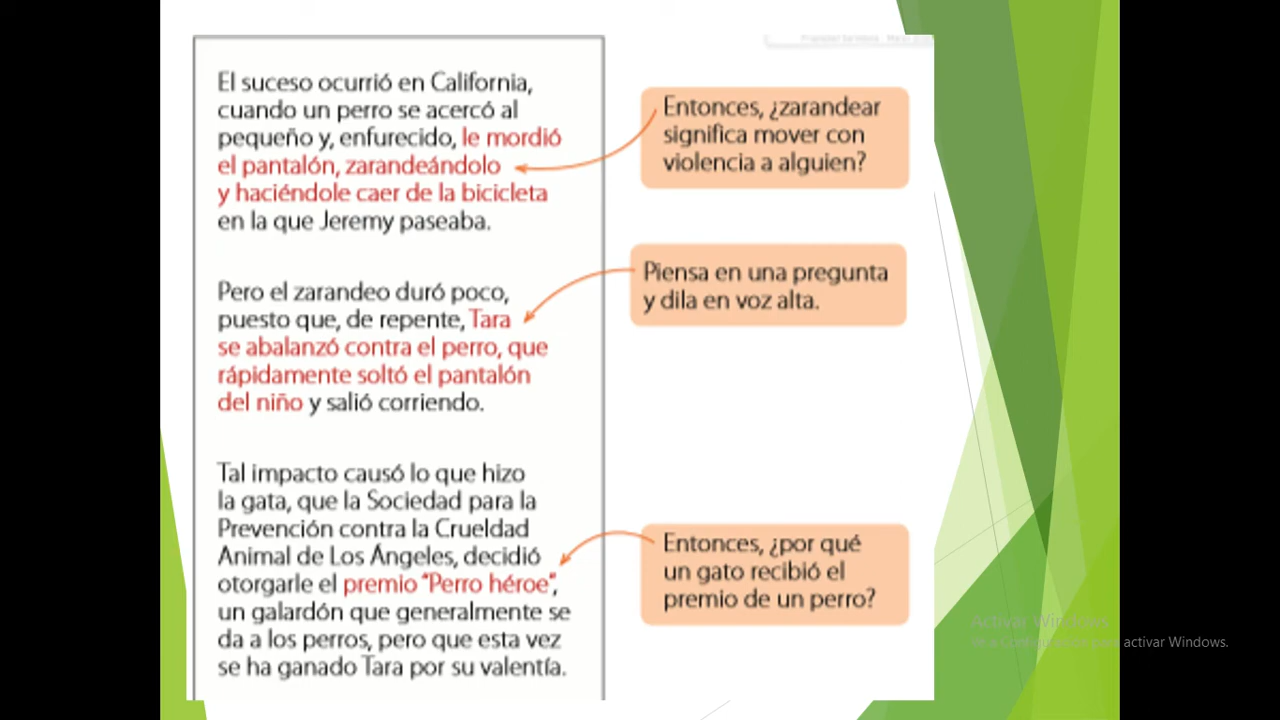 El suceso ocurrió en California,
cuando un perro se acercó al
pequeño y, enfurecido, le mordió
el pantalón, zarandeándolo
y haciéndole caer de la bicicleta
en la que Jeremy paseaba.
Entonces, ¿zarandear
significa mover con
violencia a alguien?
Pero el zarandeo duró poco,
puesto que, de repente, Tara
se abalanzó contra el perro, que
rápidamente soltó el pantalón
del niño y salió corriendo.
Piensa en una pregunta
y dila en voz alta.
Tal impacto causó lo que hizo
la gata, que la Sociedad para la
Prevención contra la Crueldad
Animal de Los Ángeles, decidió
otorgarle el premio "Perro héroe",
un galardón que generalmente se
da a los perros, pero que esta vez
se ha ganado Tara por su valentía.
Entonces, ¿por qué
un gato recibió el
premio de un perro?
Activar Windows
Ve a Configuración para activar Windows.